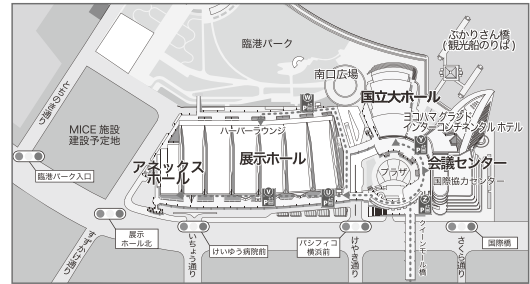 臨港パーク
ぷかりさん橋
(観光船のりば)
南口広場
国立大ホール
とちのき通り
MICE 施設
建設予定地
ハーバーラウンジ
ヨコハマ グランド
インターコンチネンタル ホテル
展示ホール
アネックス
ホール
プラザ
会議センター
国際協力センター
臨港パーク入口
展示
ホール北
けいゆう病院前
パシフィコ
横浜前
国際橋
すずかけ通り
いちょう通り
けやき通り
クイーンモール橋
さくら通り